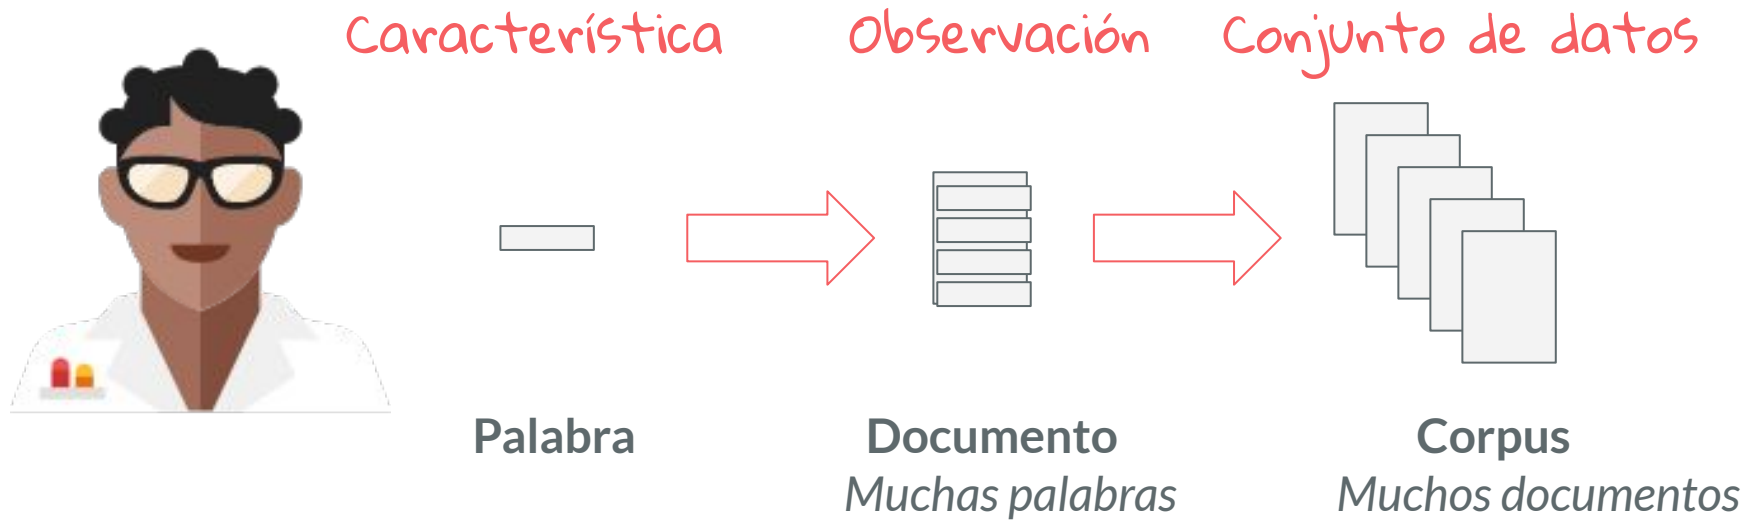 Característica
Observación
Conjunto de datos
Palabra
Documento
Corpus
Muchas palabras
Muchos documentos